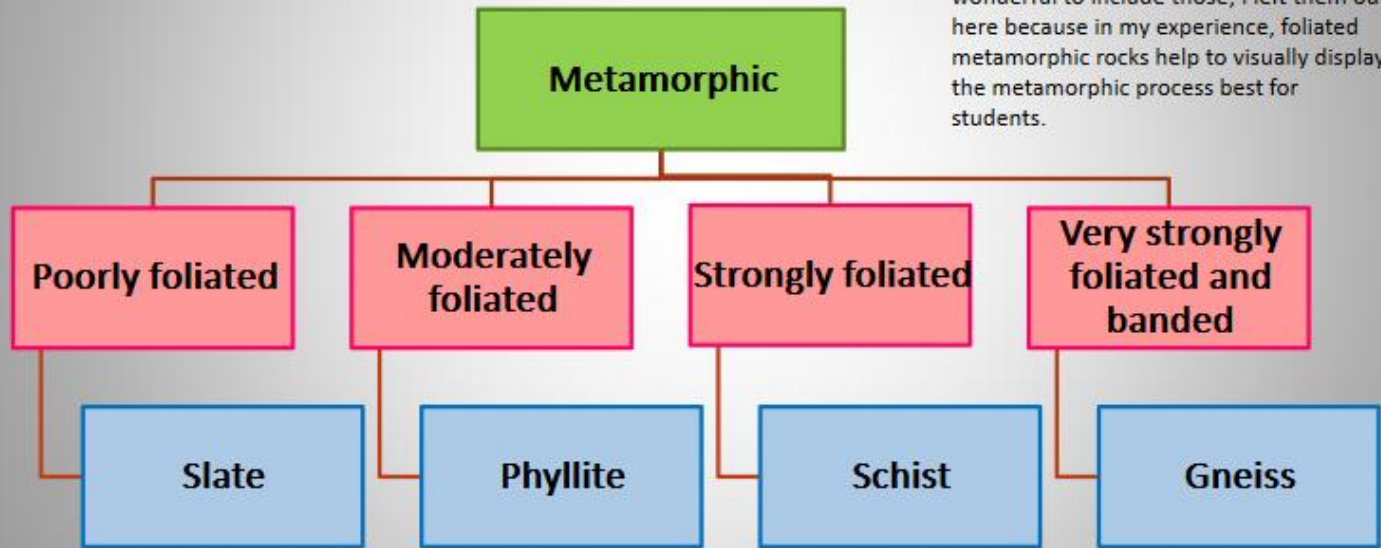 here because in my experience, foliated
metamorphic rocks help to visually display
the metamorphic process best for
students.
Metamorphic
Poorly foliated
Moderately
foliated
Strongly foliated
Very strongly
foliated and
banded
Slate
Phyllite
Schist
Gneiss